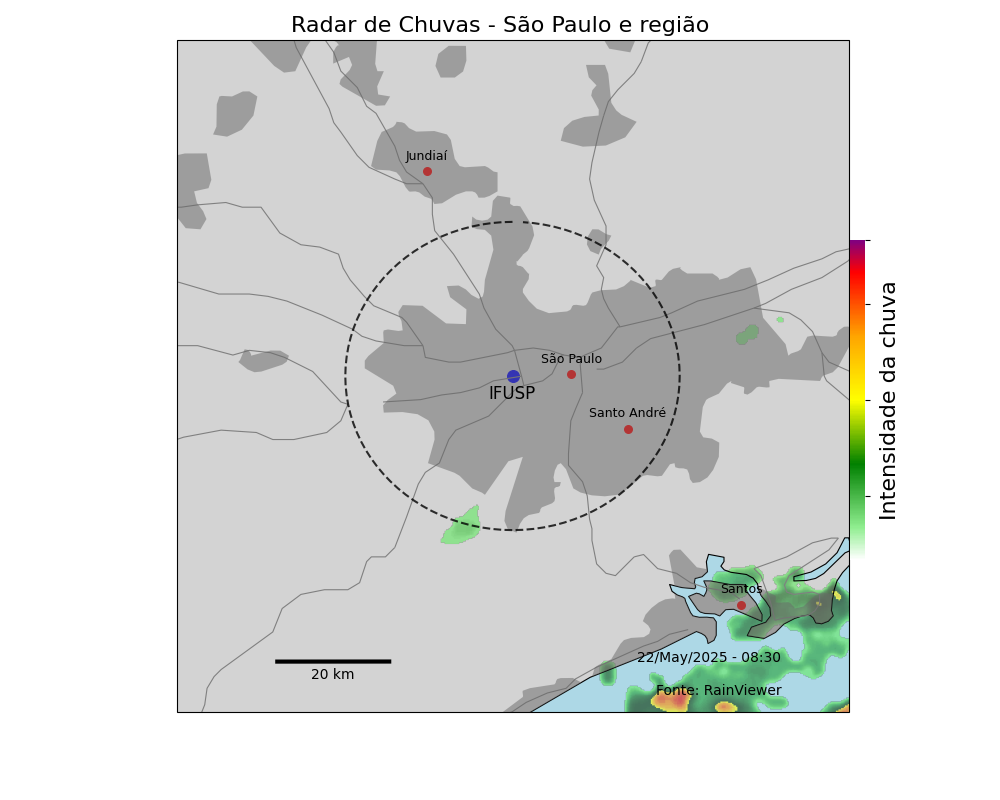 Radar de Chuvas - São Paulo e região
Jundiaí
São Paulo
IFUSP
Santo André
Intensidade da chuva
Santos
22/May/2025 - 08:30
20 km
Fonte: RainViewer